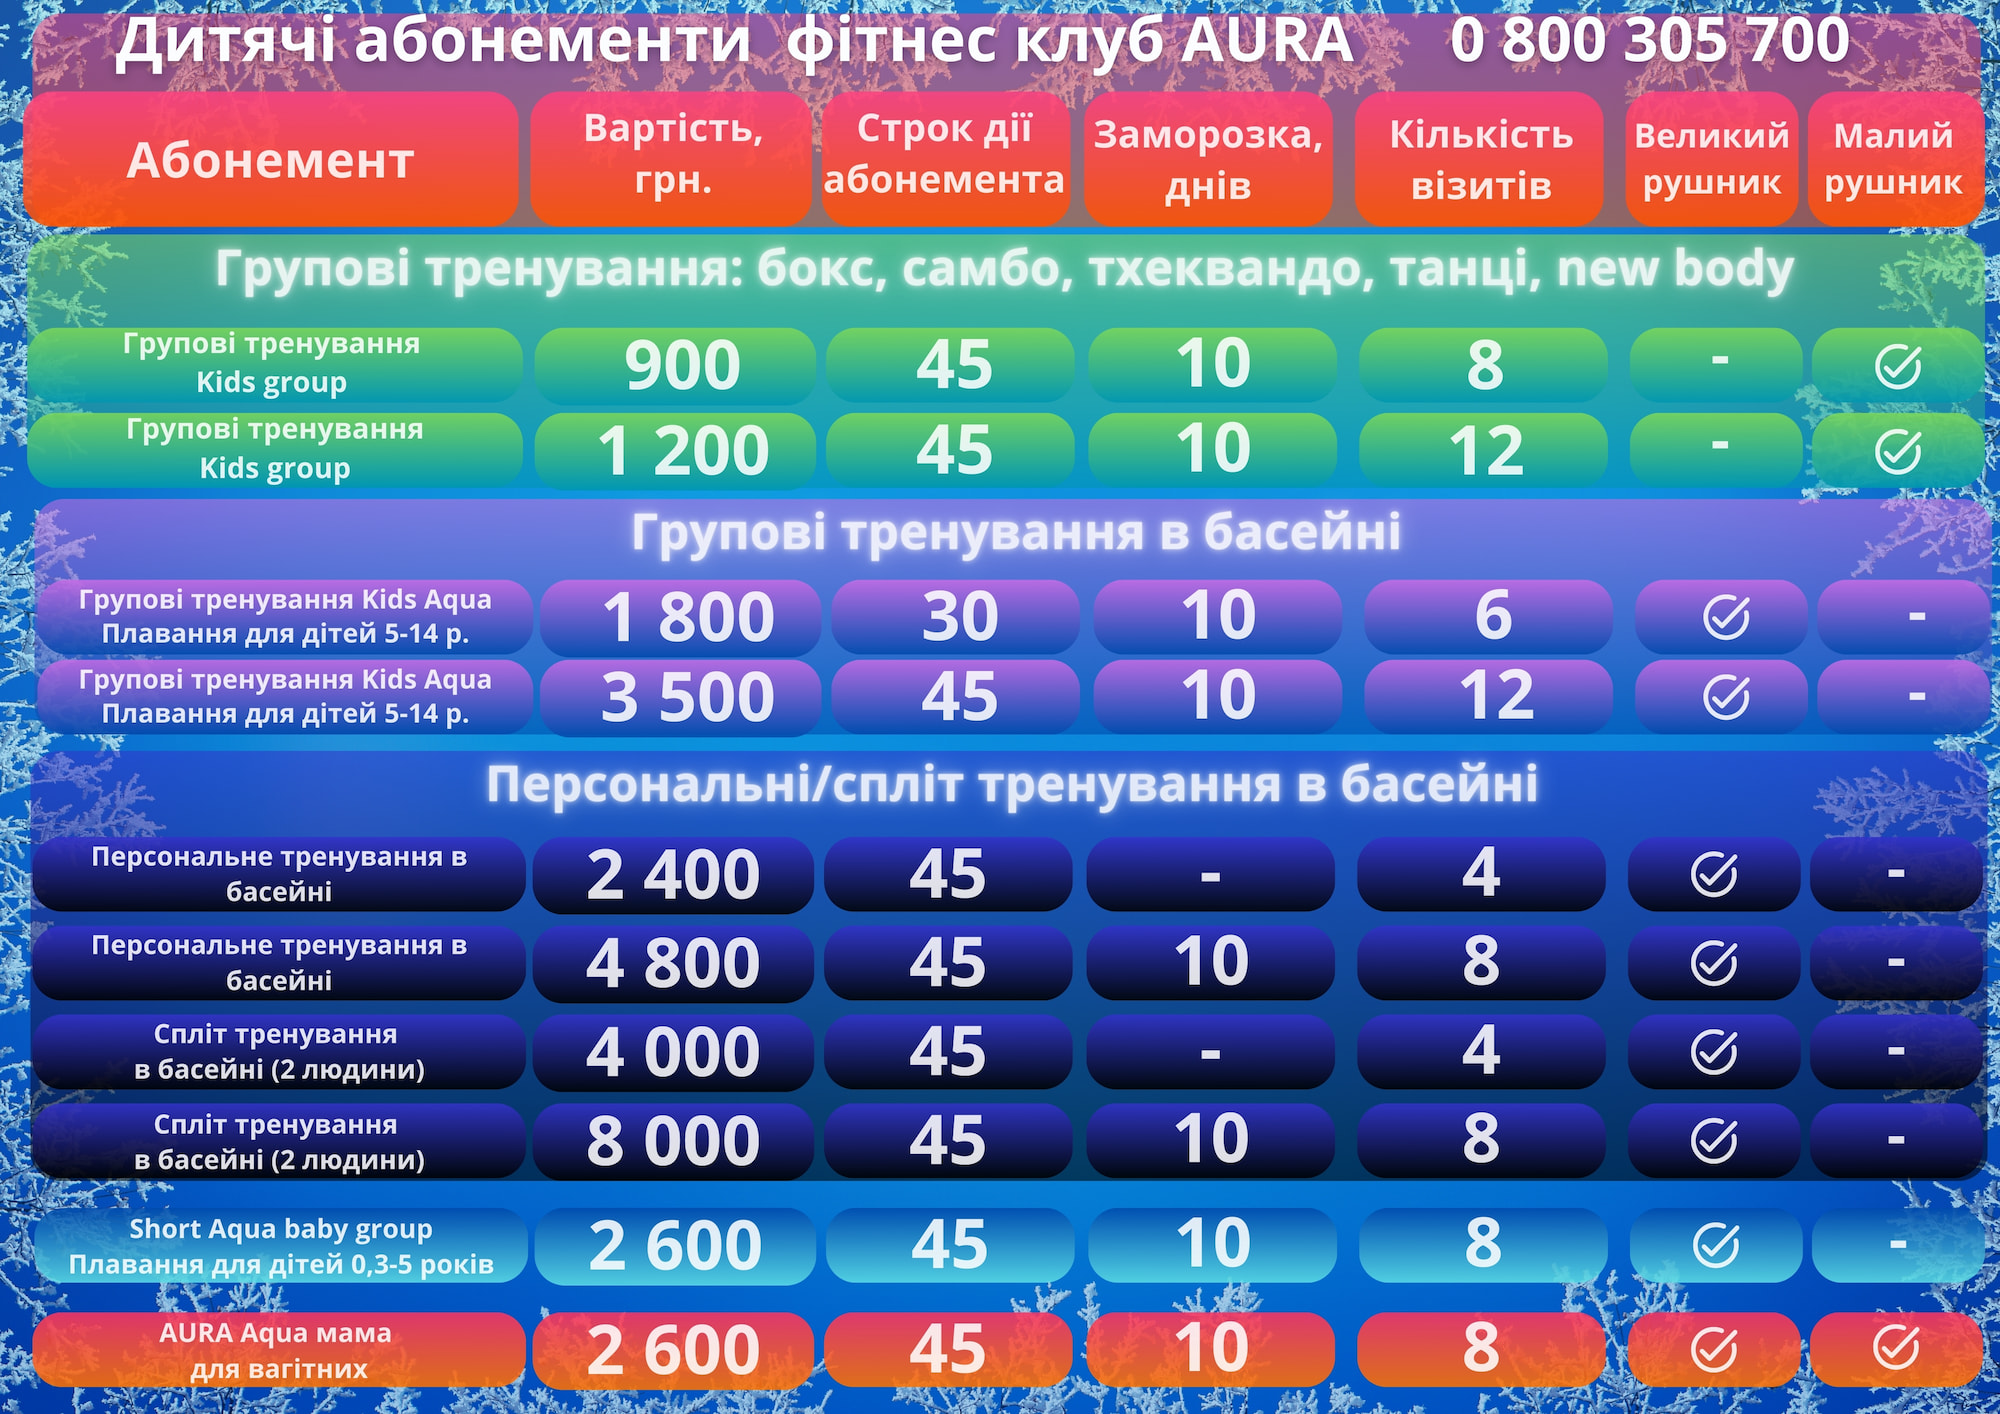 Дитячі абонементи фітнес клуб AURA 0 800 305 700
Абонемент
Вартість,
грн.
Строк дії
абонемента
Заморозка,
днів
Кількість
візитів
Великий
рушник
Малий
рушник
Групові тренування: бокс, самбо, тхеквандо, танці, new body
Групові тренування
Kids group
900 45 10 8 -
Групові тренування
Kids group
1 200 45 10 12 -
Групові тренування в басейні
Групові тренування Kids Aqua
Плавання для дітей 5-14 р.
1 800 30 10 6 -
Групові тренування Kids Aqua
Плавання для дітей 5-14 р.
3 500 45 10 12 -
Персональні/спліт тренування в басейні
Персональне тренування в
басейні
2 400 45 - 4 -
Персональне тренування в
басейні
4 800 45 10 8 -
Спліт тренування
в басейні (2 людини)
4 000 45 - 4 -
Спліт тренування
в басейні (2 людини)
8 000 45 10 8 -
Short Aqua baby group
Плавання для дітей 0,3-5 років
2 600 45 10 8 -
AURA Aqua мама
для вагітних
2 600 45 10 8